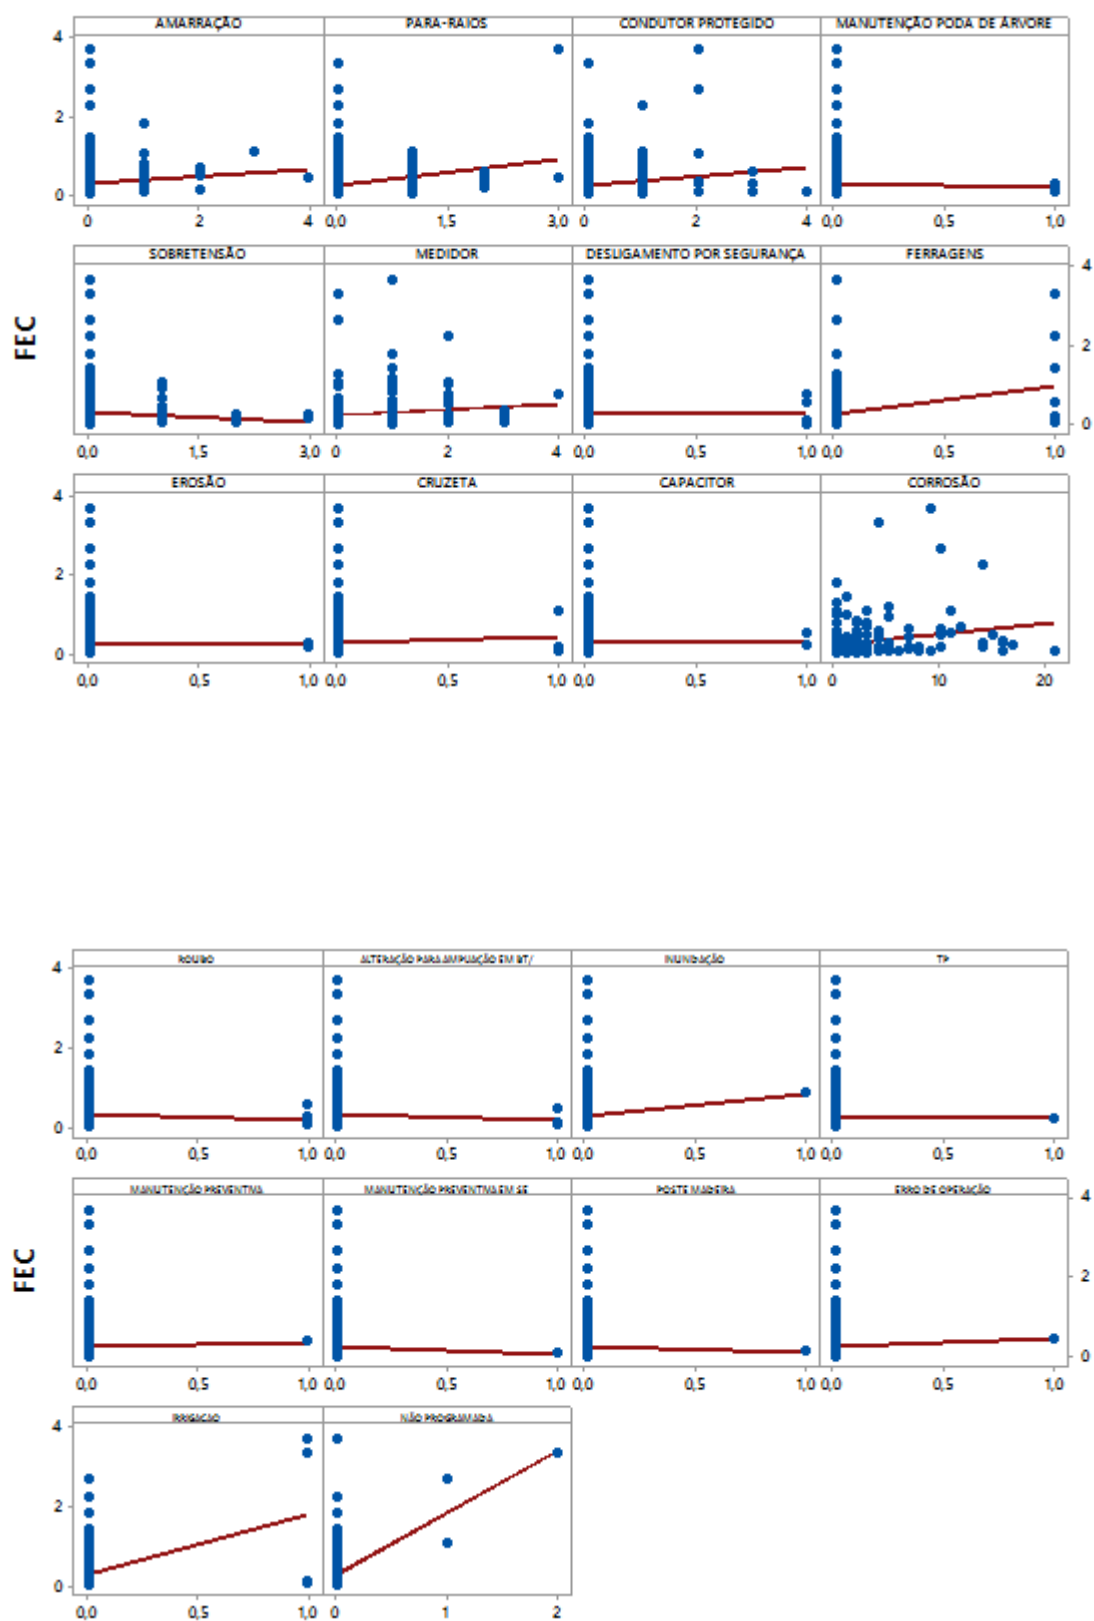 AMARRAÇÃO PARA-RAIOS CONDUTOR PROTEGIDO MANUTENÇÃO PODA DE ÁRVORE
4
2
0
0 2 4 0,0 1,5 3,0 0 2 4 0,0 0,5 1,0
SOBRETENSÃO MEDIDOR DESLIGAMENTO POR SEGURANÇA FERRAGENS
4
2
0
FEC
0,0 1,5 3,0 0 2 4 0,0 0,5 1,0 0,0 0,5 1,0
EROSÃO CRUZETA CAPACITOR CORROSÃO
4
2
0
0,0 0,5 1,0 0,0 0,5 1,0 0,0 0,5 1,0 0 10 20
ROUBO ALTERAÇÃO PARA AMPLIAÇÃO EM BT/ INUNDAÇÃO TP
4
2
0
0,0 0,5 1,0 0,0 0,5 1,0 0,0 0,5 1,0 0,0 0,5 1,0
MANUTENÇÃO PREVENTIVA MANUTENÇÃO PREVENTIVA EM SE POSTE MADEIRA ERRO DE OPERAÇÃO
4
2
0
FEC
0,0 0,5 1,0 0,0 0,5 1,0 0,0 0,5 1,0 0,0 0,5 1,0
IRRIGACAO NÃO PROGRAMADA
4
2
0
0,0 0,5 1,0 0 1 2